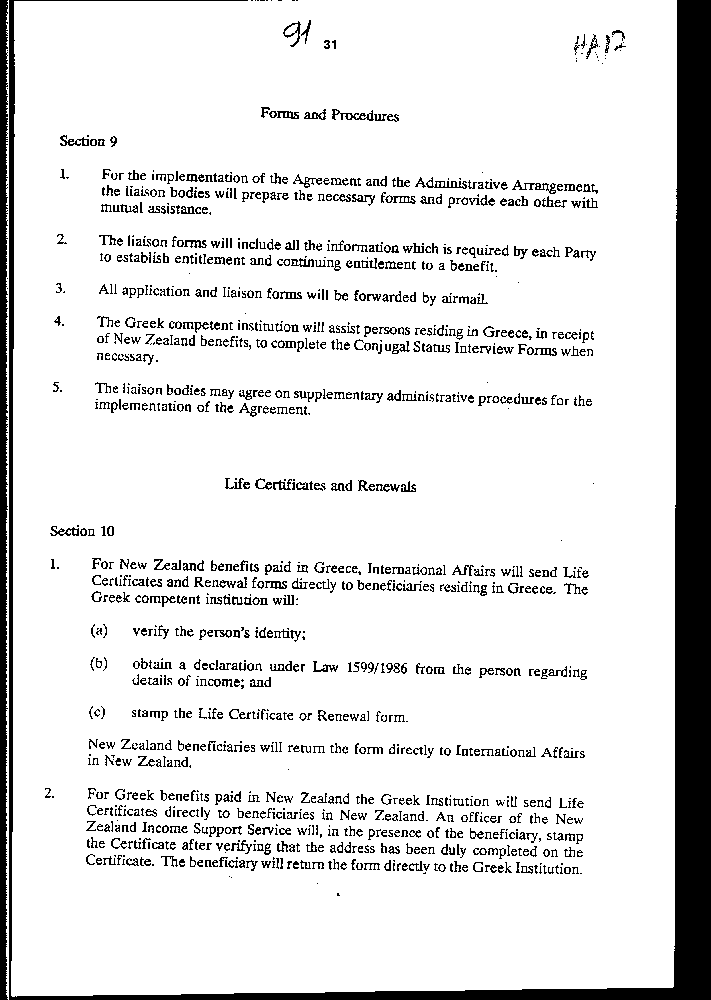 91 31 HA17
Forms and Procedures
Section 9
1. For the implementation of the Agreement and the Administrative Arrangement,
the liaison bodies will prepare the necessary forms and provide each other with
mutual assistance.
2. The liaison forms will include all the information which is required by each Party
to establish entitlement and continuing entitlement to a benefit.
3. All application and liaison forms will be forwarded by airmail.
4. The Greek competent institution will assist persons residing in Greece, in receipt
of New Zealand benefits, to complete the Conjugal Status Interview Forms when
necessary.
5. The liaison bodies may agree on supplementary administrative procedures for the
implementation of the Agreement.
Life Certificates and Renewals
Section 10
1. For New Zealand benefits paid in Greece, International Affairs will send Life
Certificates and Renewal forms directly to beneficiaries residing in Greece. The
Greek competent institution will:
(a) verify the person's identity;
(b) obtain a declaration under Law 1599/1986 from the person regarding
details of income; and
(c) stamp the Life Certificate or Renewal form.
New Zealand beneficiaries will return the form directly to International Affairs
in New Zealand.
2. For Greek benefits paid in New Zealand the Greek Institution will send Life
Certificates directly to beneficiaries in New Zealand. An officer of the New
Zealand Income Support Service will, in the presence of the beneficiary, stamp
the Certificate after verifying that the address has been duly completed on the
Certificate. The beneficiary will return the form directly to the Greek Institution.